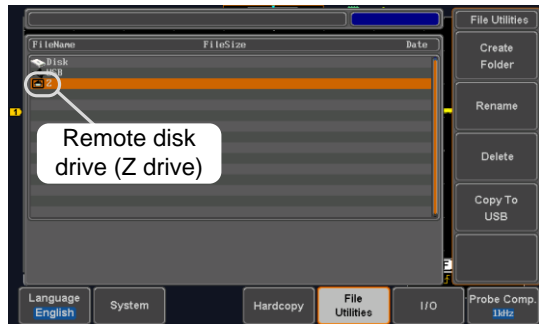 File Utilities
FileName FileSize Date
Disk
USB
Z
1
Remote disk
drive (Z drive)
Create
Folder
Rename
Delete
Copy To
USB
F
Language
English
System
Hardcopy
File
Utilities
I/O
Probe Comp.
1kHz